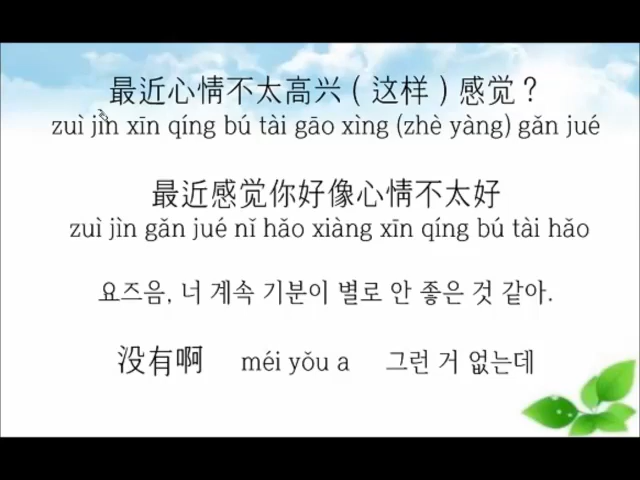 最近心情不太高兴（这样）感觉？
zuì jìn xīn qíng bú tài gāo xìng (zhè yàng) gǎn jué
最近感觉你好像心情不太好
zuì jìn gǎn jué nǐ hǎo xiàng xīn qíng bú tài hǎo
요즈음, 너 계속 기분이 별로 안 좋은 것 같아.
没有啊 méi yǒu a 그런 거 없는데